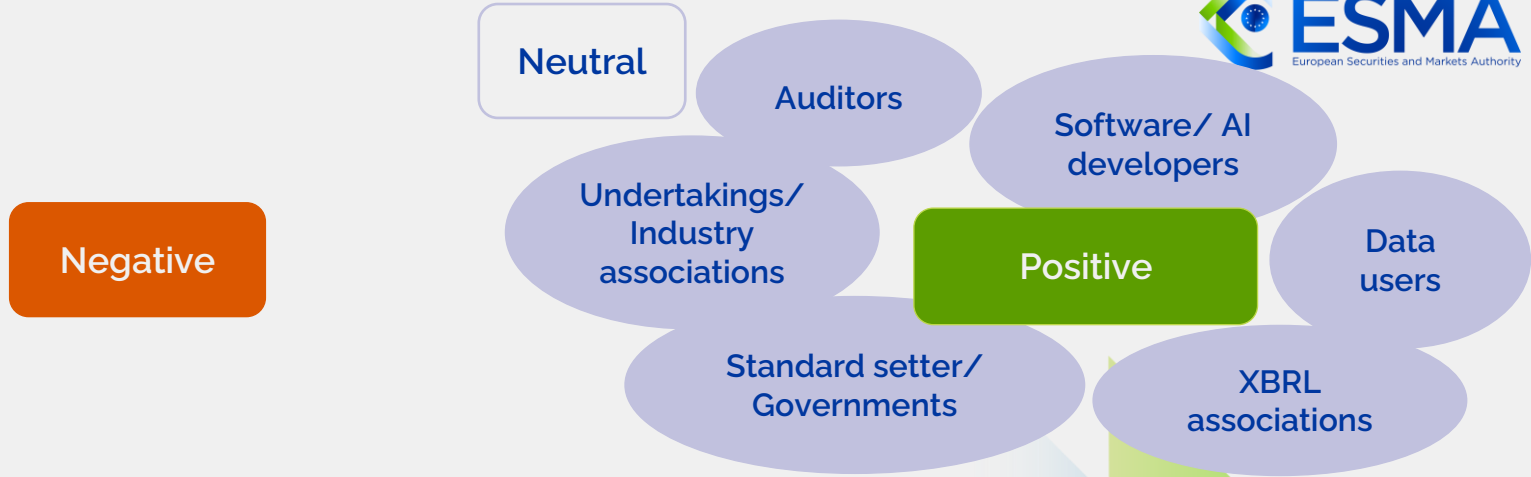 ESMA
European Securities and Markets Authority
Neutral
Auditors
Software/ AI
developers
Undertakings/
Industry
associations
Negative
Positive
Data
users
Standard setter/
Governments
XBRL
associations